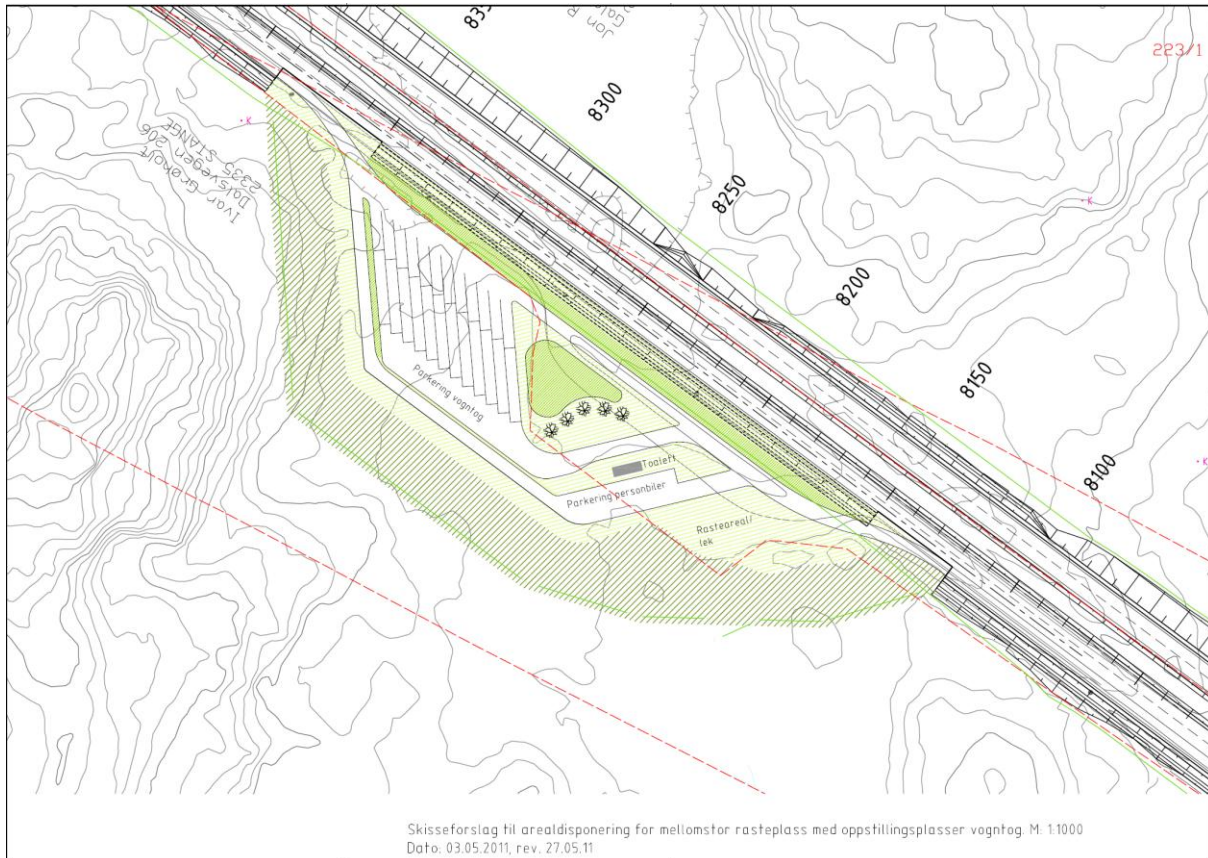 8300
8250
8200
8150
8100
223/1
K
K
K
Jon R
Ivar Grøholt
Dalsvegen 206
2335 STANGE
Parkering vogntog
Toalett
Parkering personbiler
Rasteareal/
lek
Skisseforslag til arealdisponering for mellomstor rasteplass med oppstillingsplasser vogntog. M: 1:1000
Dato: 03.05.2011, rev. 27.05.11